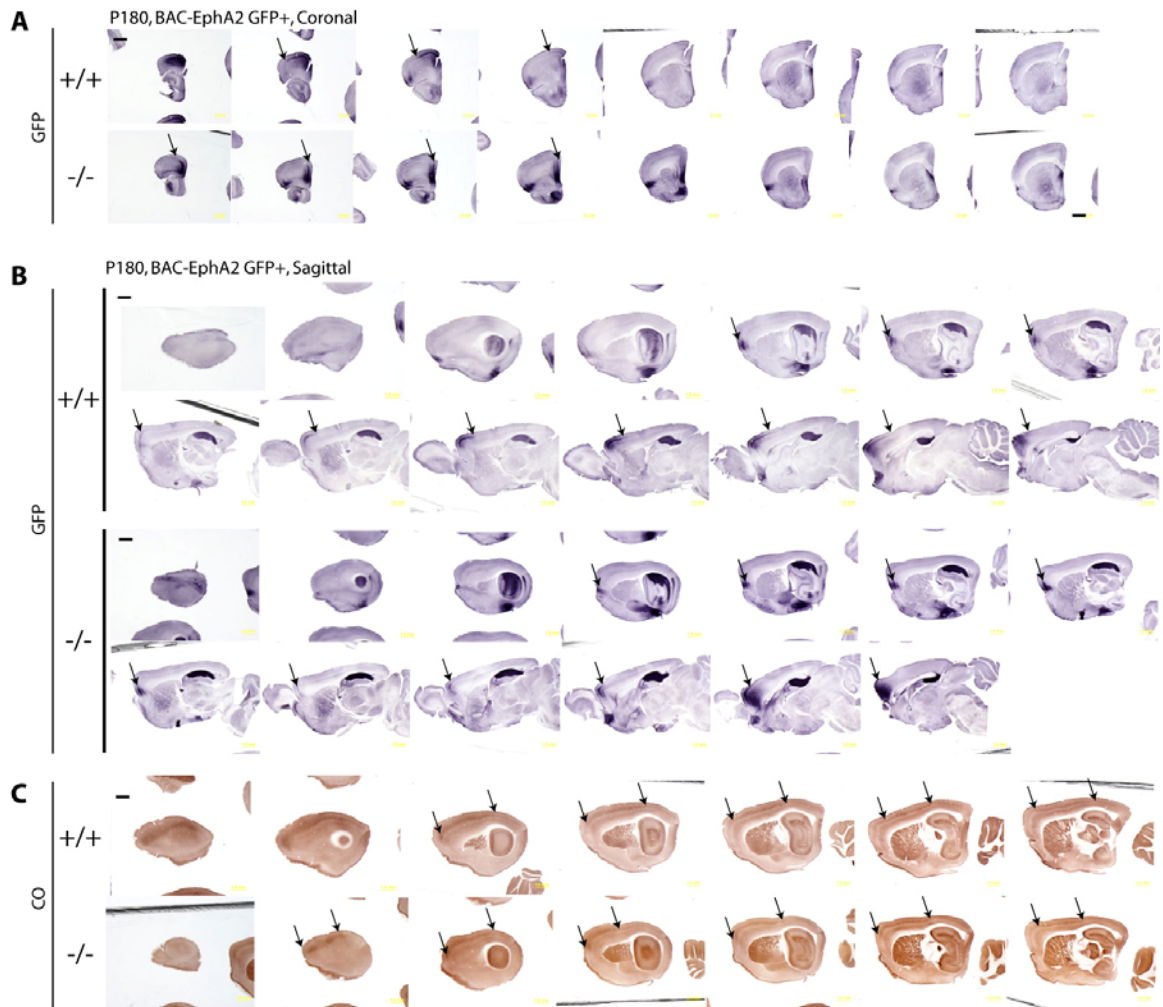 A
P180, BAC-EphA2 GFP+, Coronal
GFP
+/+
-/-
B
P180, BAC-EphA2 GFP+, Sagittal
GFP
+/+
-/-
C
CO
+/+
-/-